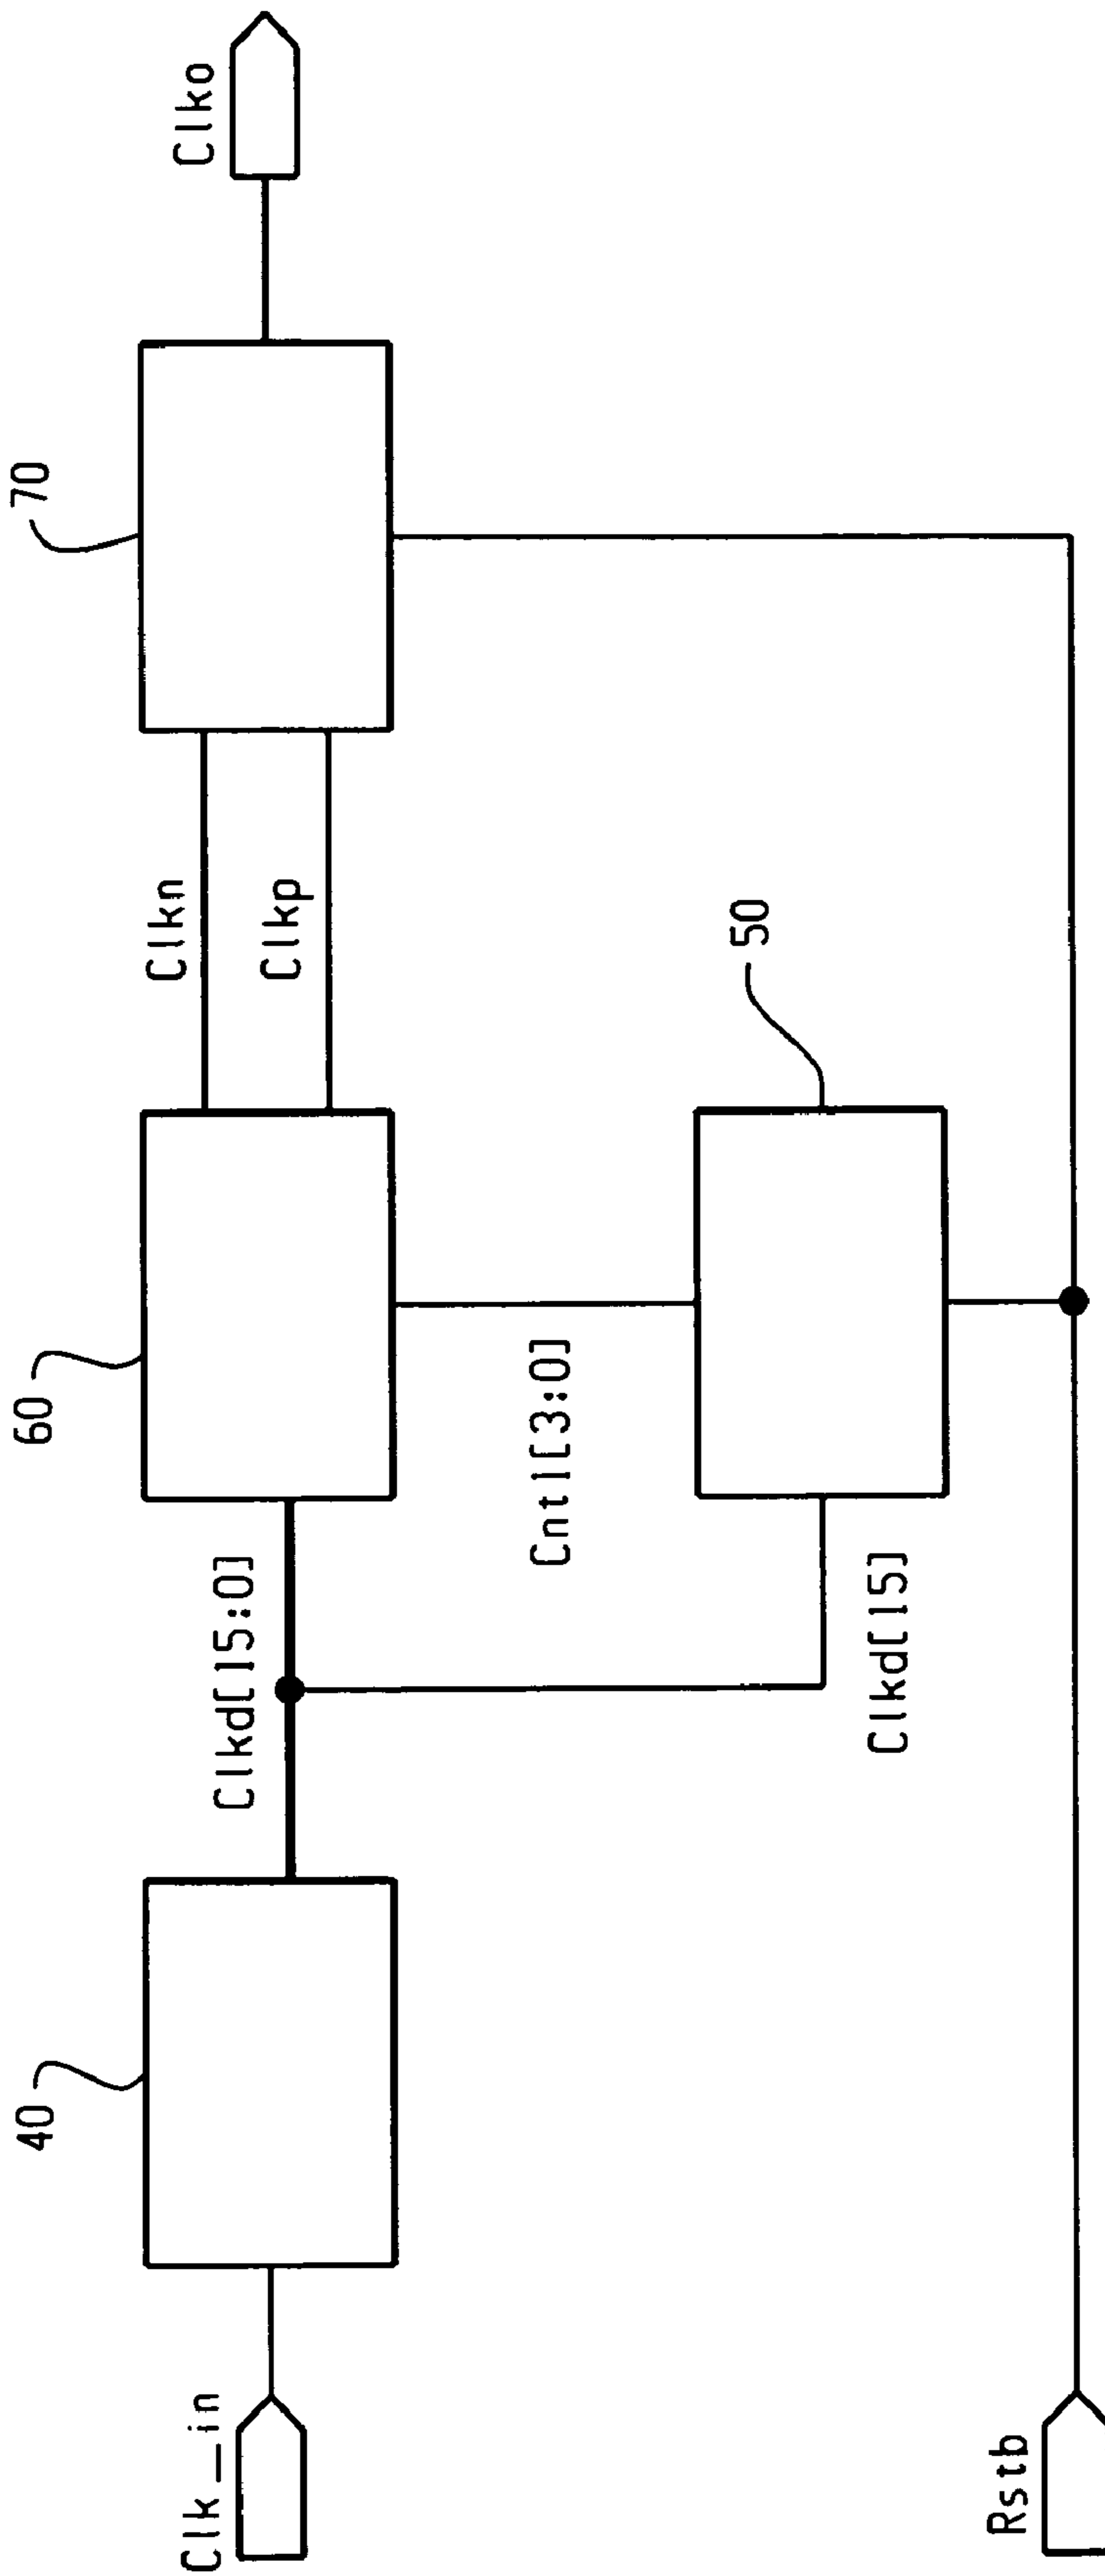 40
60
70
Clk_in
Clkd[15:0]
Clkn
Clkp
Clko
Cntl[3:0]
Clkd[15]
50
Rstb